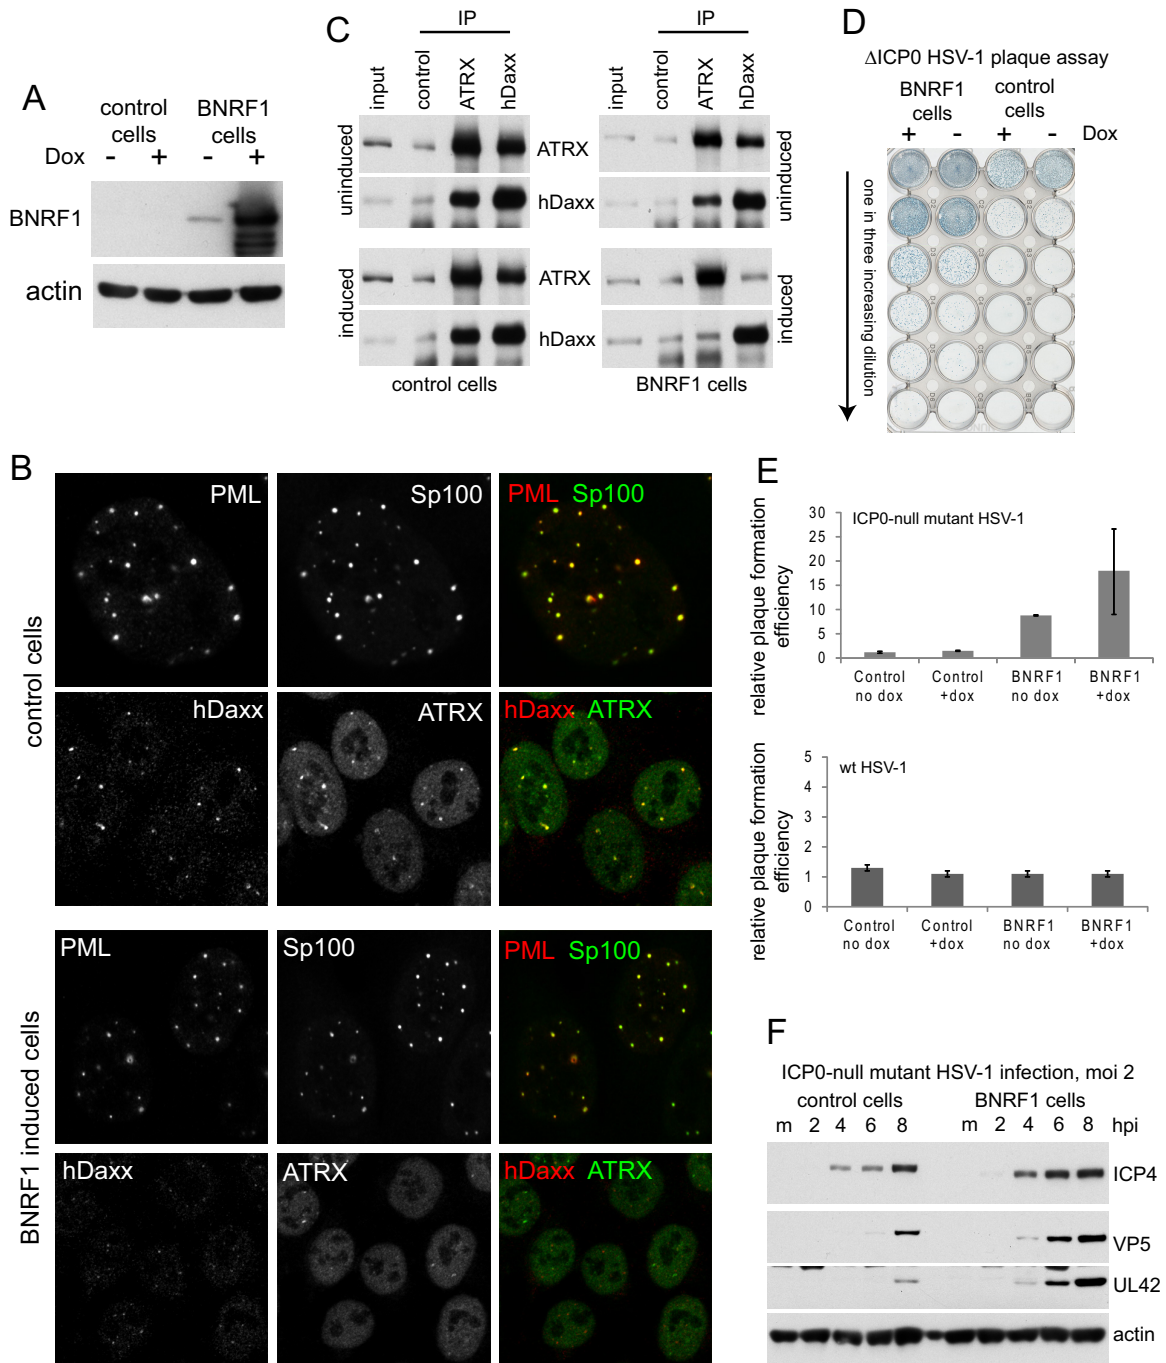 A
control
cells
BNRF1
cells
Dox
-
+
-
+
BNRF1
actin
C
IP
input
control
ATRX
hDaxx
IP
input
control
ATRX
hDaxx
uninduced
ATRX
hDaxx
uninduced
induced
ATRX
hDaxx
induced
control cells
BNRF1 cells
D
ΔICP0 HSV-1 plaque assay
BNRF1
cells
control
cells
+
-
+
-
Dox
one in three increasing dilution
B
control cells
PML
Sp100
PML Sp100
hDaxx
ATRX
hDaxx ATRX
BNRF1 induced cells
PML
Sp100
PML Sp100
hDaxx
ATRX
hDaxx ATRX
E
relative plaque formation
efficiency
30
25
20
15
10
5
0
ICP0-null mutant HSV-1
Control
no dox
Control
+dox
BNRF1
no dox
BNRF1
+dox
relative plaque formation
efficiency
5
4
3
2
1
0
wt HSV-1
Control
no dox
Control
+dox
BNRF1
no dox
BNRF1
+dox
F
ICP0-null mutant HSV-1 infection, moi 2
control cells
BNRF1 cells
m 2 4 6 8
m 2 4 6 8 hpi
ICP4
VP5
UL42
actin